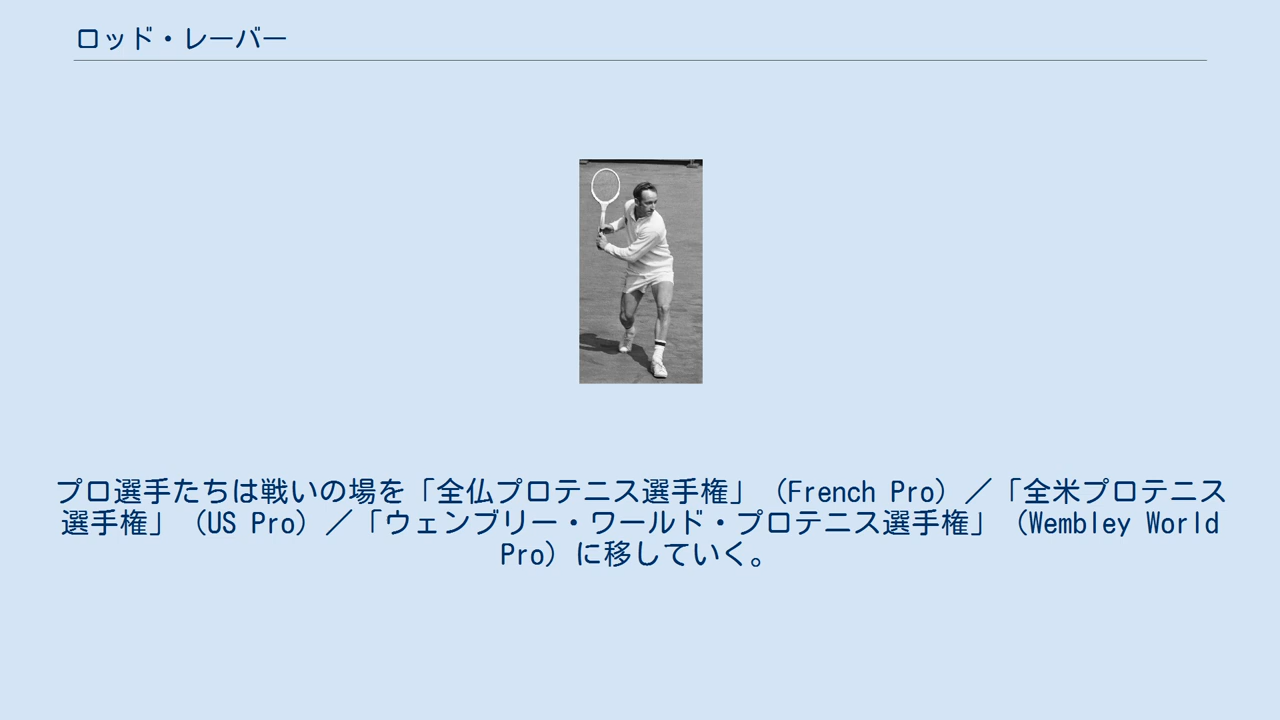 ロッド・レーバー
プロ選手たちは戦いの場を「全仏プロテニス選手権」（French Pro）／「全米プロテニス
選手権」（US Pro）／「ウェンブリー・ワールド・プロテニス選手権」（Wembley World
Pro）に移していく。